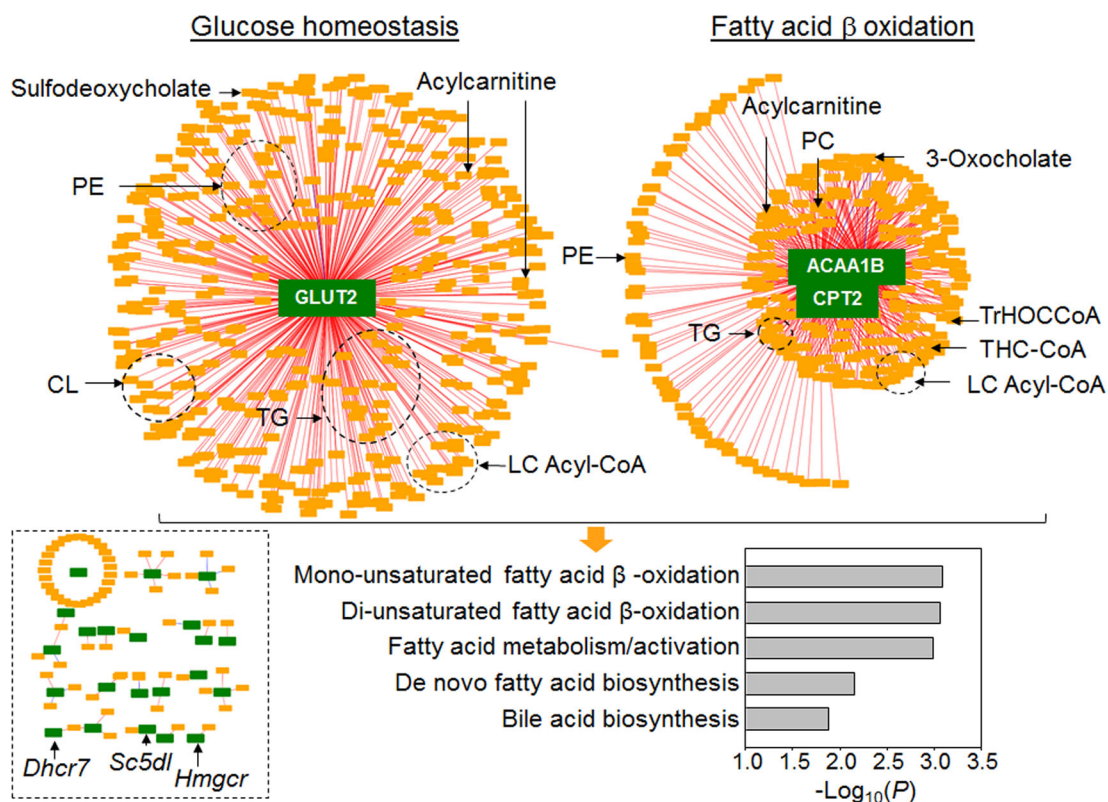 Glucose homeostasis
Fatty acid β oxidation
Sulfodeoxycholate
Acylcarnitine
PE
GLUT2
CL
TG
LC Acyl-CoA
Acylcarnitine
PC
3-Oxocholate
PE
ACAA1B
CPT2
TG
TrHOCCoA
THC-CoA
LC Acyl-CoA
Dhcr7
Sc5dl
Hmgcr
Mono-unsaturated fatty acid β -oxidation
Di-unsaturated fatty acid β-oxidation
Fatty acid metabolism/activation
De novo fatty acid biosynthesis
Bile acid biosynthesis
1.0 1.5 2.0 2.5 3.0 3.5
-Log10(P)